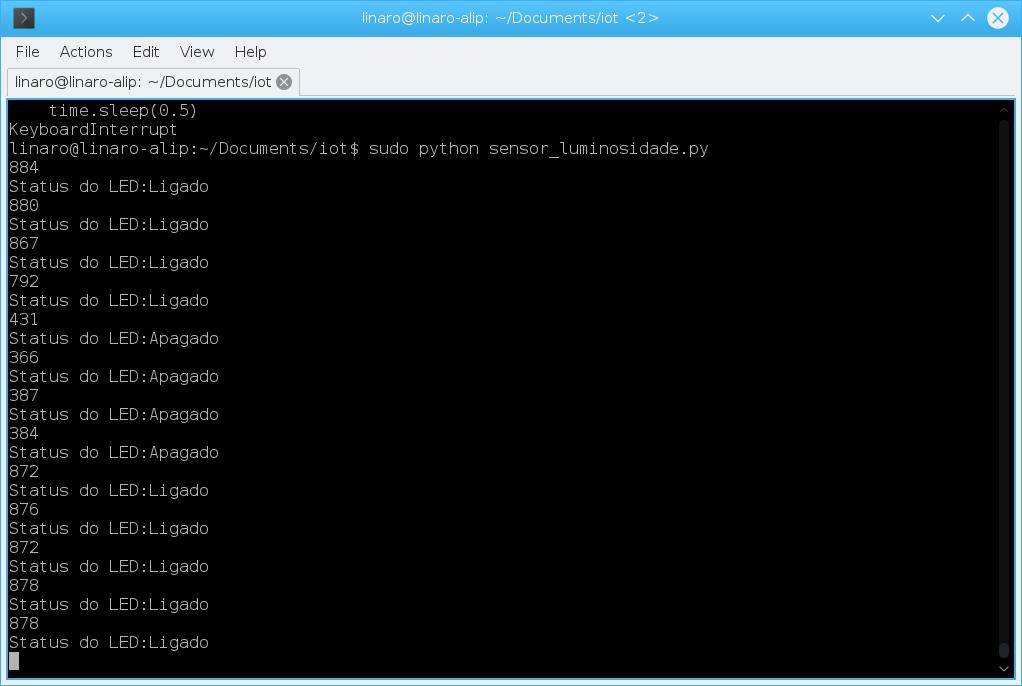 linaro@linaro-alip: ~/Documents/iot <2>
File Actions Edit View Help
linaro@linaro-alip: ~/Documents/iot
    time.sleep(0.5)
KeyboardInterrupt
linaro@linaro-alip:~/Documents/iot$ sudo python sensor_luminosidade.py
884
Status do LED:Ligado
880
Status do LED:Ligado
867
Status do LED:Ligado
792
Status do LED:Ligado
431
Status do LED:Apagado
366
Status do LED:Apagado
387
Status do LED:Apagado
384
Status do LED:Apagado
872
Status do LED:Ligado
876
Status do LED:Ligado
872
Status do LED:Ligado
878
Status do LED:Ligado
878
Status do LED:Ligado